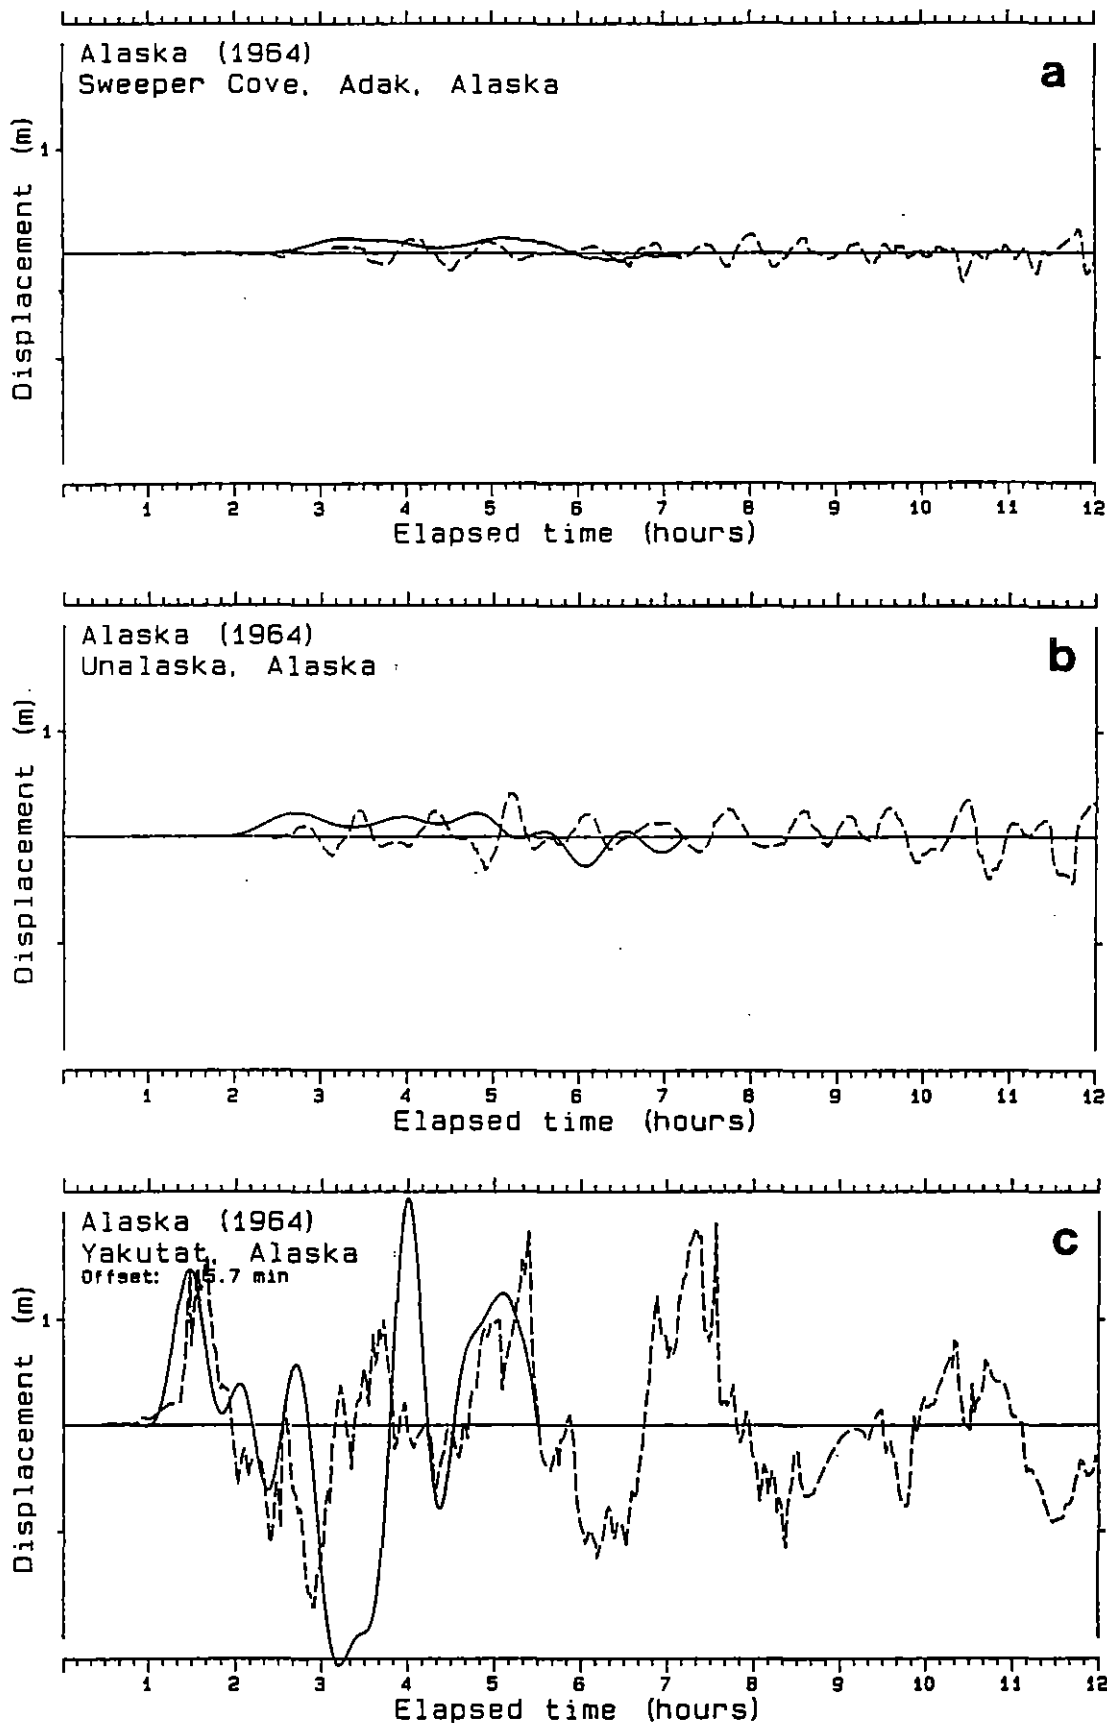 Alaska (1964)
Sweeper Cove, Adak, Alaska
a
Displacement (m)
1
1 2 3 4 5 6 7 8 9 10 11 12
Elapsed time (hours)
Alaska (1964)
Unalaska, Alaska
b
Displacement (m)
1
1 2 3 4 5 6 7 8 9 10 11 12
Elapsed time (hours)
Alaska (1964)
Yakutat, Alaska
Offset: 5.7 min
c
Displacement (m)
1
1 2 3 4 5 6 7 8 9 10 11 12
Elapsed time (hours)